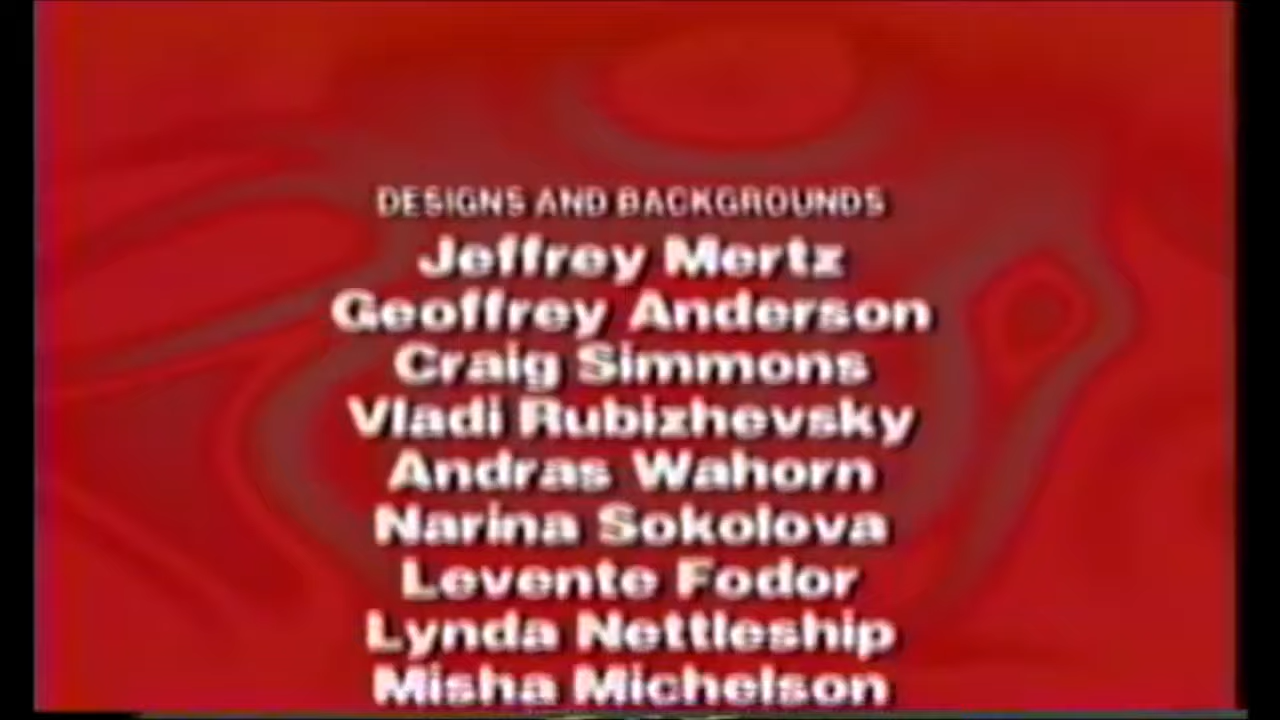 DESIGNS AND BACKGROUNDS
Jeffrey Mertz
Geoffrey Anderson
Craig Simmons
Vladi Rubizhevsky
Andras Wahorn
Narina Sokolova
Levente Fodor
Lynda Nettleship
Misha Michelson